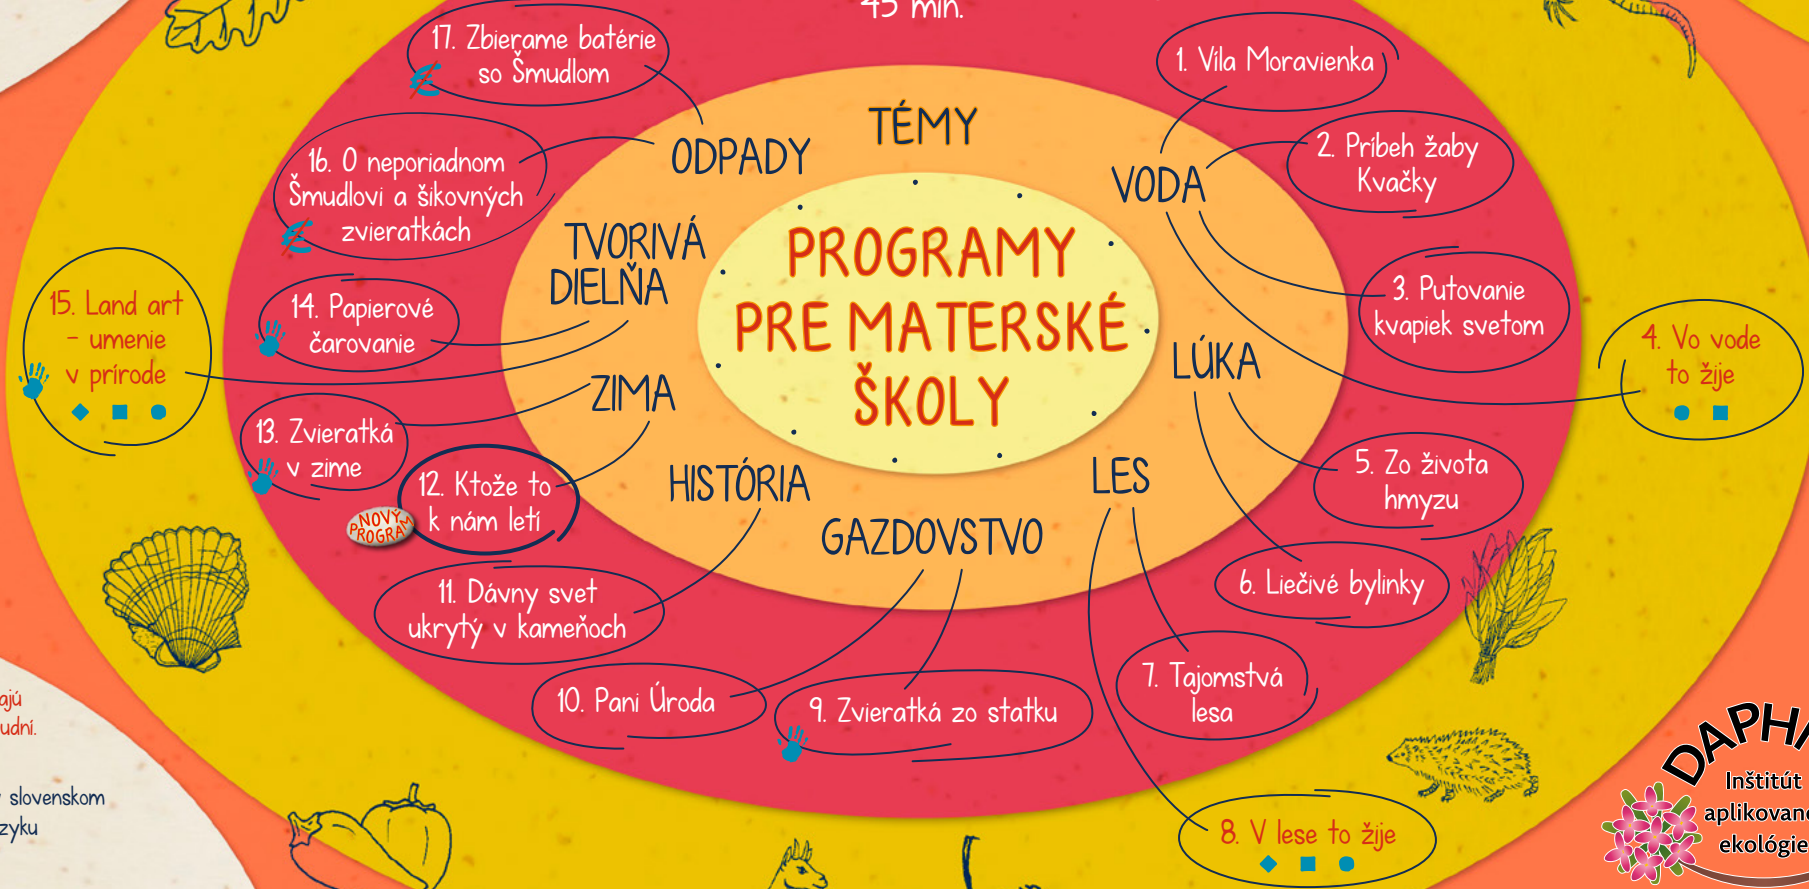 45 min.
17. Zbierame batérie
so Šmudlom
1. Víla Moravienka
TÉMY
ODPADY
2. Príbeh žaby
Kvačky
16. O neporiadnom
Šmudlovi a šikovných
zvieratkách
VODA
TVORIVÁ
DIELŇA
PROGRAMY
PRE MATERSKÉ
ŠKOLY
3. Putovanie
kvapiek svetom
15. Land art
- umenie
v prírode
14. Papierové
čarovanie
4. Vo vode
to žije
LÚKA
ZIMA
13. Zvieratká
v zime
5. Zo života
hmyzu
12. Ktože to
k nám letí
NOVÝ
PROGRAM
HISTÓRIA
LES
GAZDOVSTVO
6. Liečivé bylinky
11. Dávny svet
ukrytý v kameňoch
7. Tajomstvá
lesa
10. Pani Úroda
9. Zvieratká zo statku
8. V lese to žije
ajú
udní.
slovenskom
zyku
DAPH
Inštitút
aplikovane
ekológie